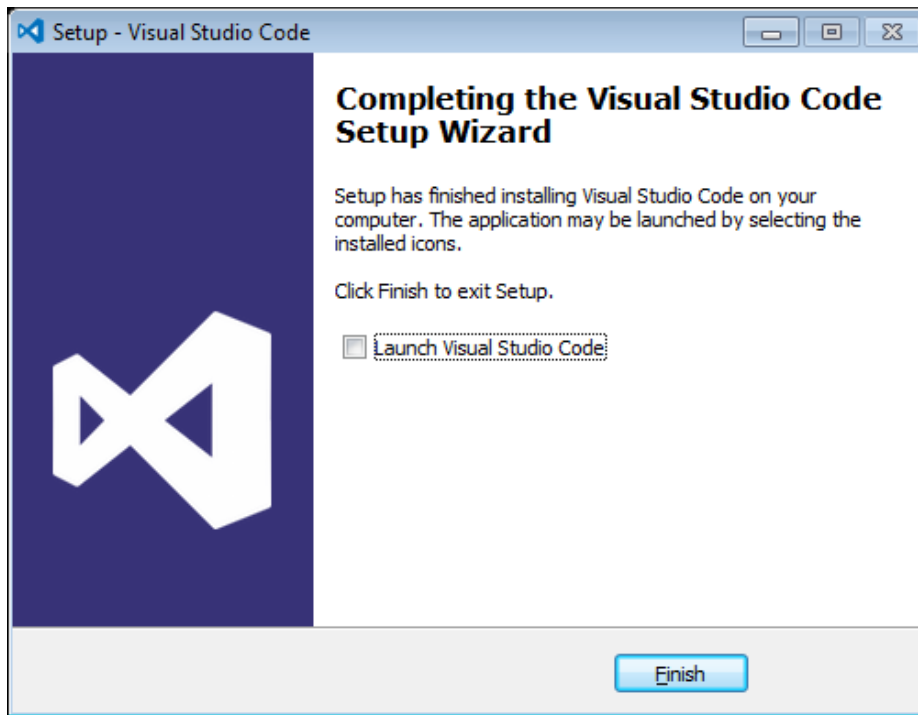 Setup - Visual Studio Code
Completing the Visual Studio Code
Setup Wizard
Setup has finished installing Visual Studio Code on your
computer. The application may be launched by selecting the
installed icons.
Click Finish to exit Setup.
Launch Visual Studio Code
Finish